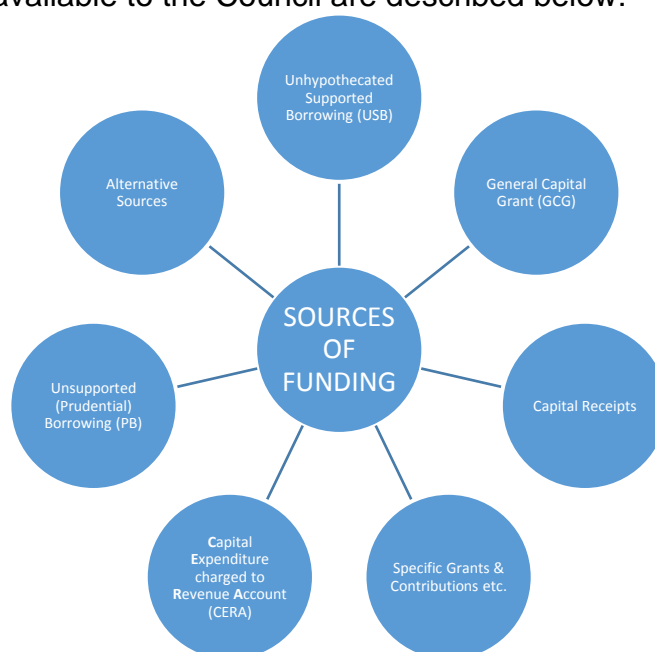 available to the Council are described below.
Unhypothecated
Supported
Borrowing (USB)
General Capital
Grant (GCG)
Capital Receipts
Specific Grants &
Contributions etc.
Capital
Expenditure
charged to
Revenue Account
(CERA)
Unsupported
(Prudential)
Borrowing (PB)
Alternative
Sources
SOURCES
OF
FUNDING